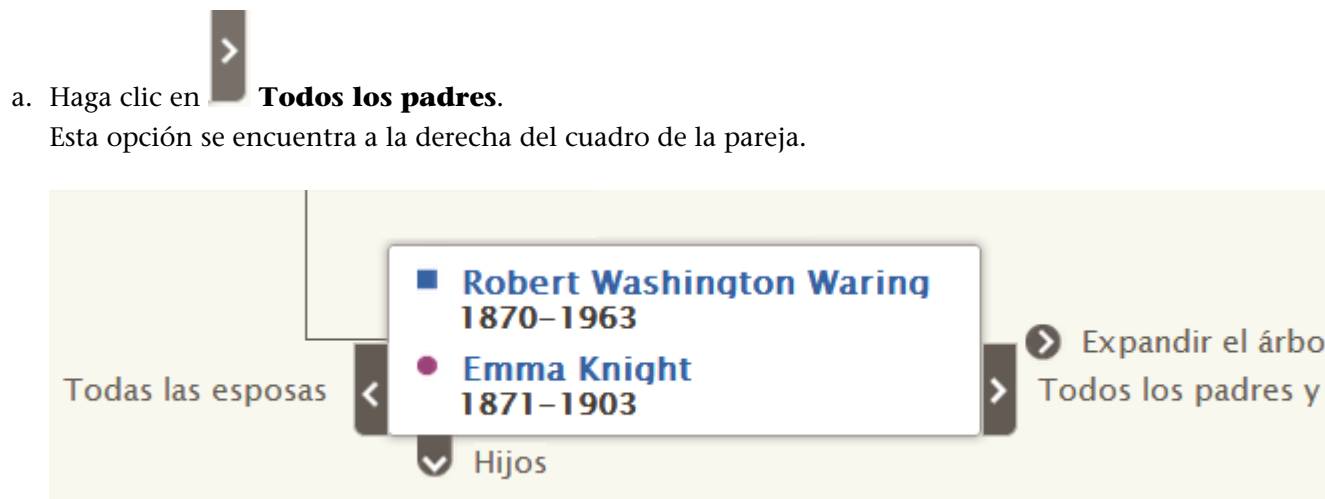 a. Haga clic en Todos los padres.
Esta opción se encuentra a la derecha del cuadro de la pareja.
Robert Washington Waring
1870–1963
Expandir el árbo
Emma Knight
Todas las esposas
Todos los padres y
1871–1903
Hijos